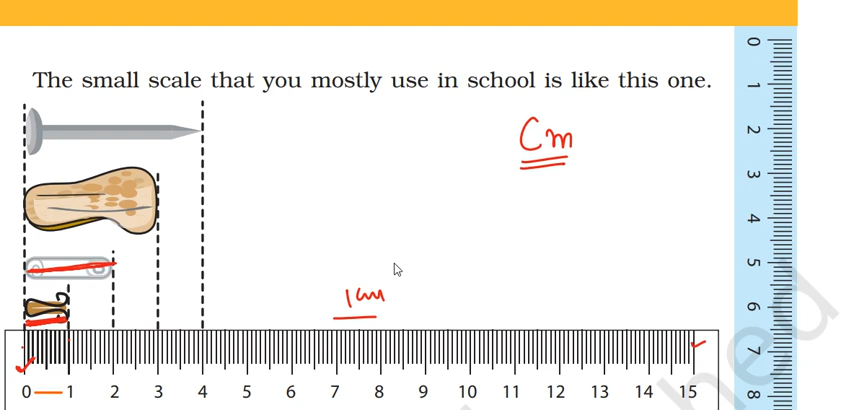 The small scale that you mostly use in school is like this one.
Cm
1cm
0 1 2 3 4 5 6 7 8 9 10 11 12 13 14 15
0
1
2
3
4
5
6
7
8
hed